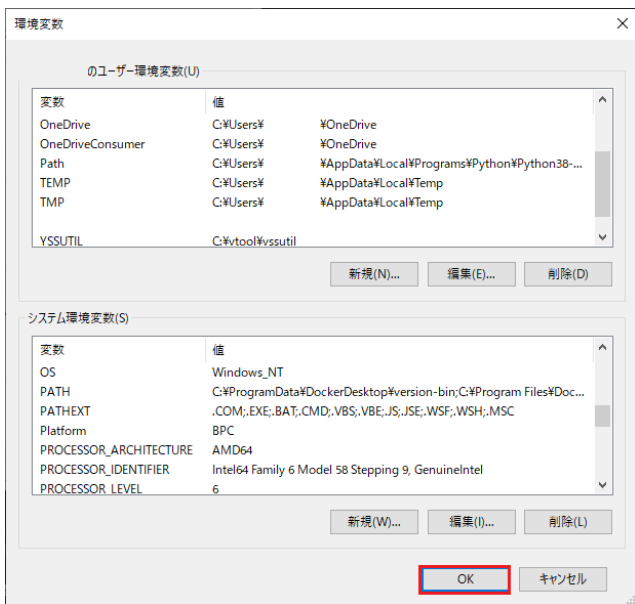 環境変数
のユーザー環境変数(U)
変数 値
OneDrive C:¥Users¥ ¥OneDrive
OneDriveConsumer C:¥Users¥ ¥OneDrive
Path C:¥Users¥ ¥AppData¥Local¥Programs¥Python¥Python38-...
TEMP C:¥Users¥ ¥AppData¥Local¥Temp
TMP C:¥Users¥ ¥AppData¥Local¥Temp
YSSUTIL C:¥vtool¥vssutil
新規(N)... 編集(E)... 削除(D)
システム環境変数(S)
変数 値
OS Windows_NT
PATH C:¥ProgramData¥DockerDesktop¥version-bin;C:¥Program Files¥Doc...
PATHEXT .COM;.EXE;.BAT;.CMD;.VBS;.VBE;.JS;.JSE;.WSF;.WSH;.MSC
Platform BPC
PROCESSOR_ARCHITECTURE AMD64
PROCESSOR_IDENTIFIER Intel64 Family 6 Model 58 Stepping 9, GenuineIntel
PROCESSOR_LEVEL 6
新規(W)... 編集(I)... 削除(L)
OK キャンセル